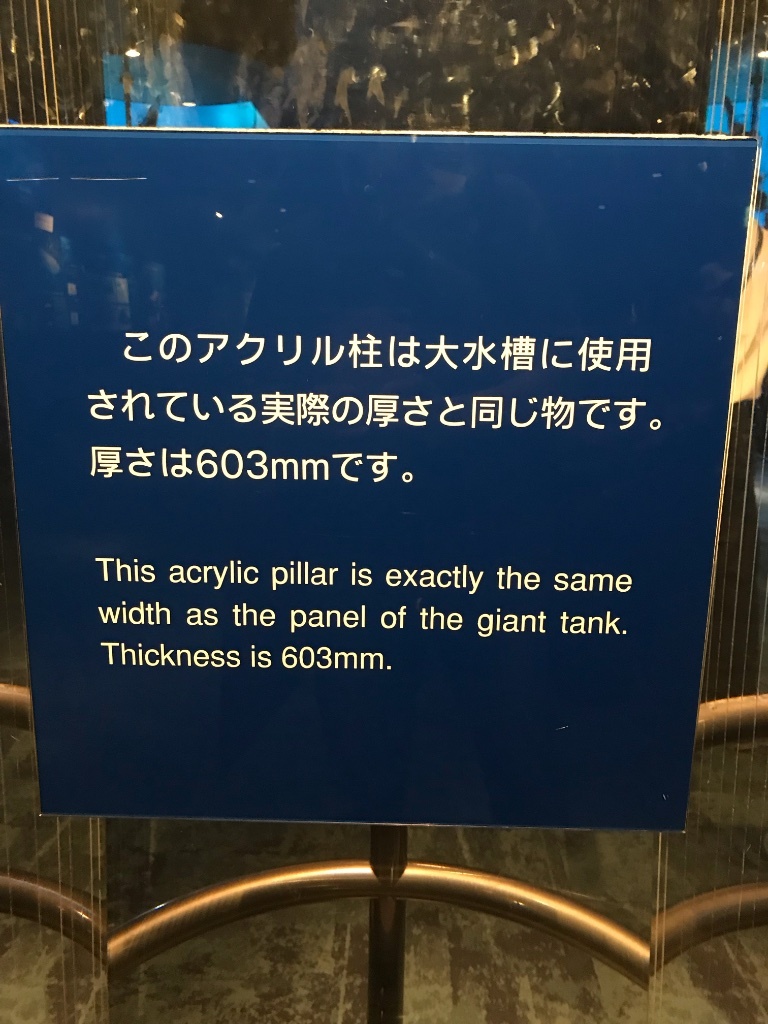 このアクリル柱は大水槽に使用
されている実際の厚さと同じ物です。
厚さは603mmです。
This acrylic pillar is exactly the same
width as the panel of the giant tank.
Thickness is 603mm.